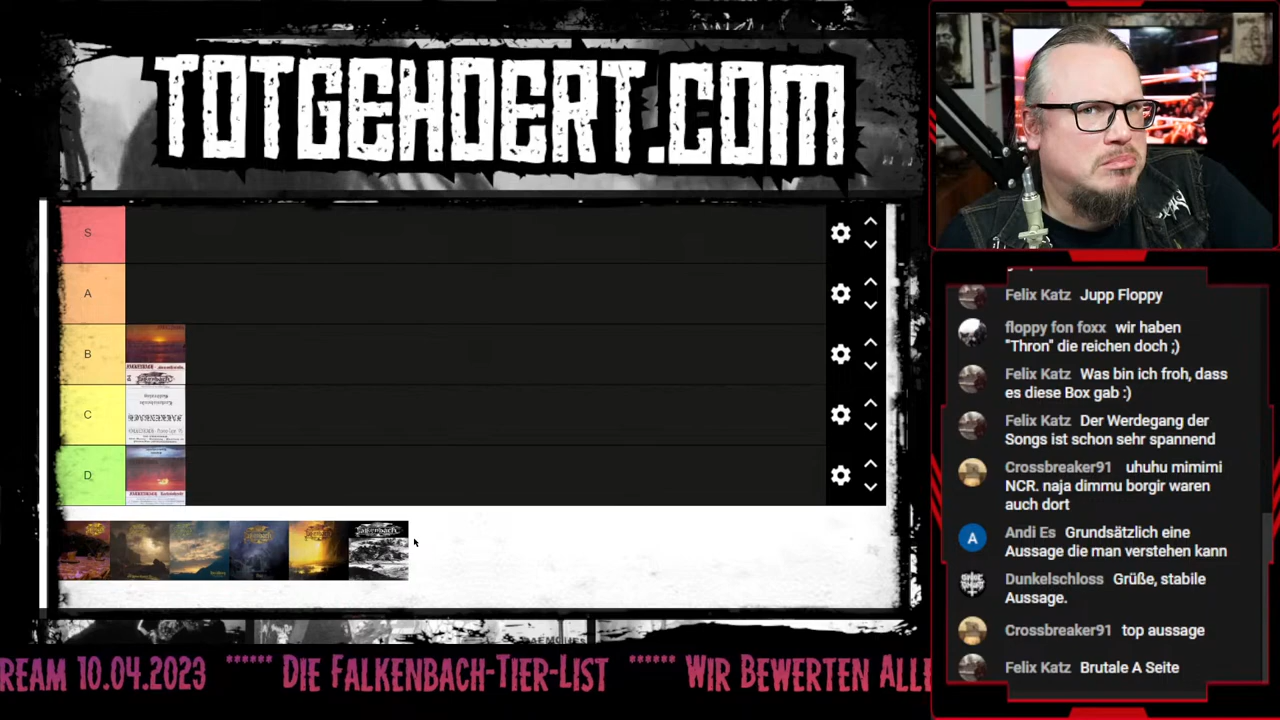 TOTGEHOERT.COM
S
A
B
C
D
Felix Katz Jupp Floppy
floppy fon foxx wir haben
"Thron" die reichen doch ;)
Felix Katz Was bin ich froh, dass
es diese Box gab :)
Felix Katz Der Werdegang der
Songs ist schon sehr spannend
Crossbreaker91 uhuhu mimimi
NCR. naja dimmu borgir waren
auch dort
A
Andi Es Grundsätzlich eine
Aussage die man verstehen kann
Dunkelschloss Grüße, stabile
Aussage.
Crossbreaker91 top aussage
Felix Katz Brutale A Seite
REAM 10.04.2023 ****** DIE FALKENBACH-TIER-LIST ****** WIR BEWERTEN ALLE